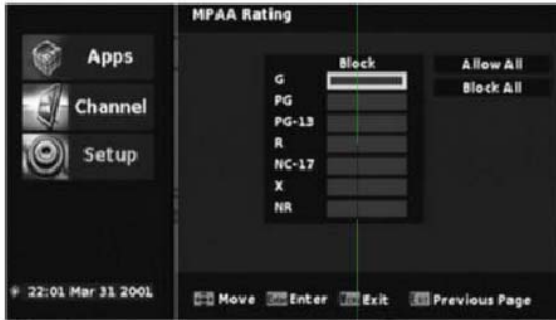 MPAA Rating
Apps
Channel
Setup
Block
G
PG
PG-13
R
NC-17
X
NR
Allow All
Block All
22:01 Mar 31 2001
Move Enter Exit Previous Page